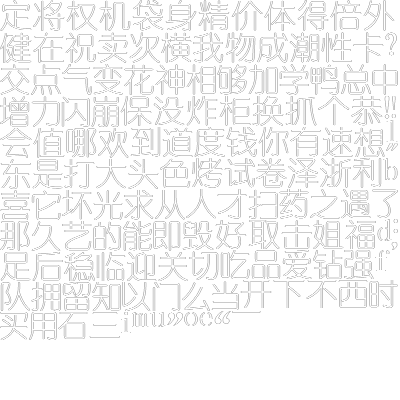 定将权机袋身精价体得倍外
健在祝卖次横我物成潮性卡?
交点气变花神相够加学鸭总中
增力闪崩保没炸柜换抓个恭!!
会值哪欢到道度钱你有速想
东是打大头色烤试卷泽浙利b
喜它坏光求从人才扫药之遇了
那久艺的能即毁好取击姐福d:
足后稳临迎关切吃品爱钻强f
队拥留知以门么当开下不西时
买用石三imu”oc“